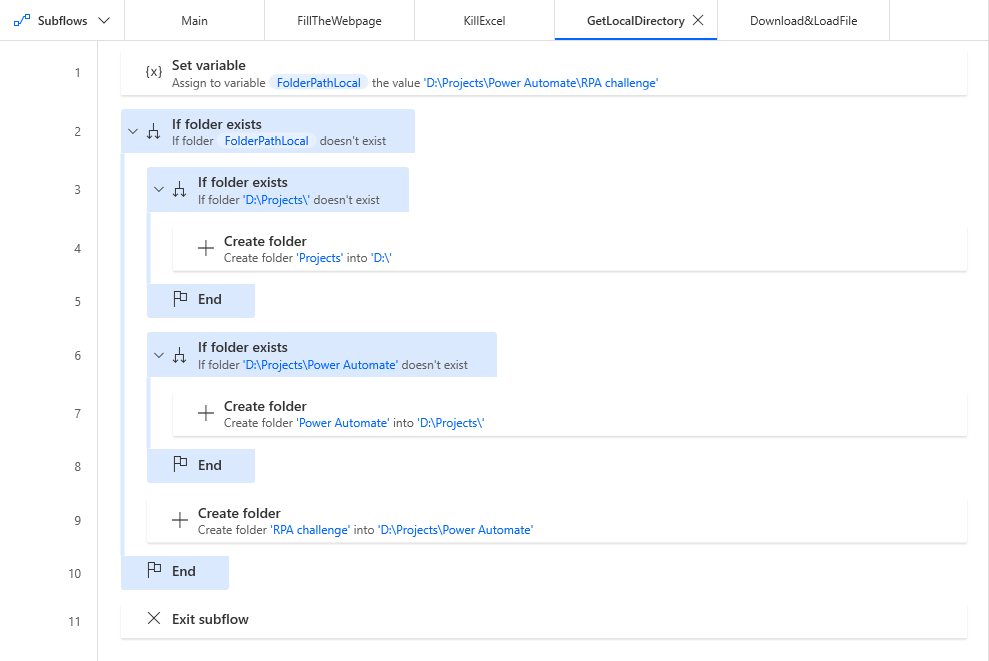 Subflows Main FillTheWebpage KillExcel GetLocalDirectory Download&LoadFile
1 {x} Set variable
Assign to variable FolderPathLocal the value 'D:\Projects\Power Automate\RPA challenge'
2 If folder exists
If folder FolderPathLocal doesn't exist
3 If folder exists
If folder 'D:\Projects\' doesn't exist
4 Create folder
Create folder 'Projects' into 'D:\'
5 End
6 If folder exists
If folder 'D:\Projects\Power Automate' doesn't exist
7 Create folder
Create folder 'Power Automate' into 'D:\Projects\'
8 End
9 Create folder
Create folder 'RPA challenge' into 'D:\Projects\Power Automate'
10 End
11 Exit subflow